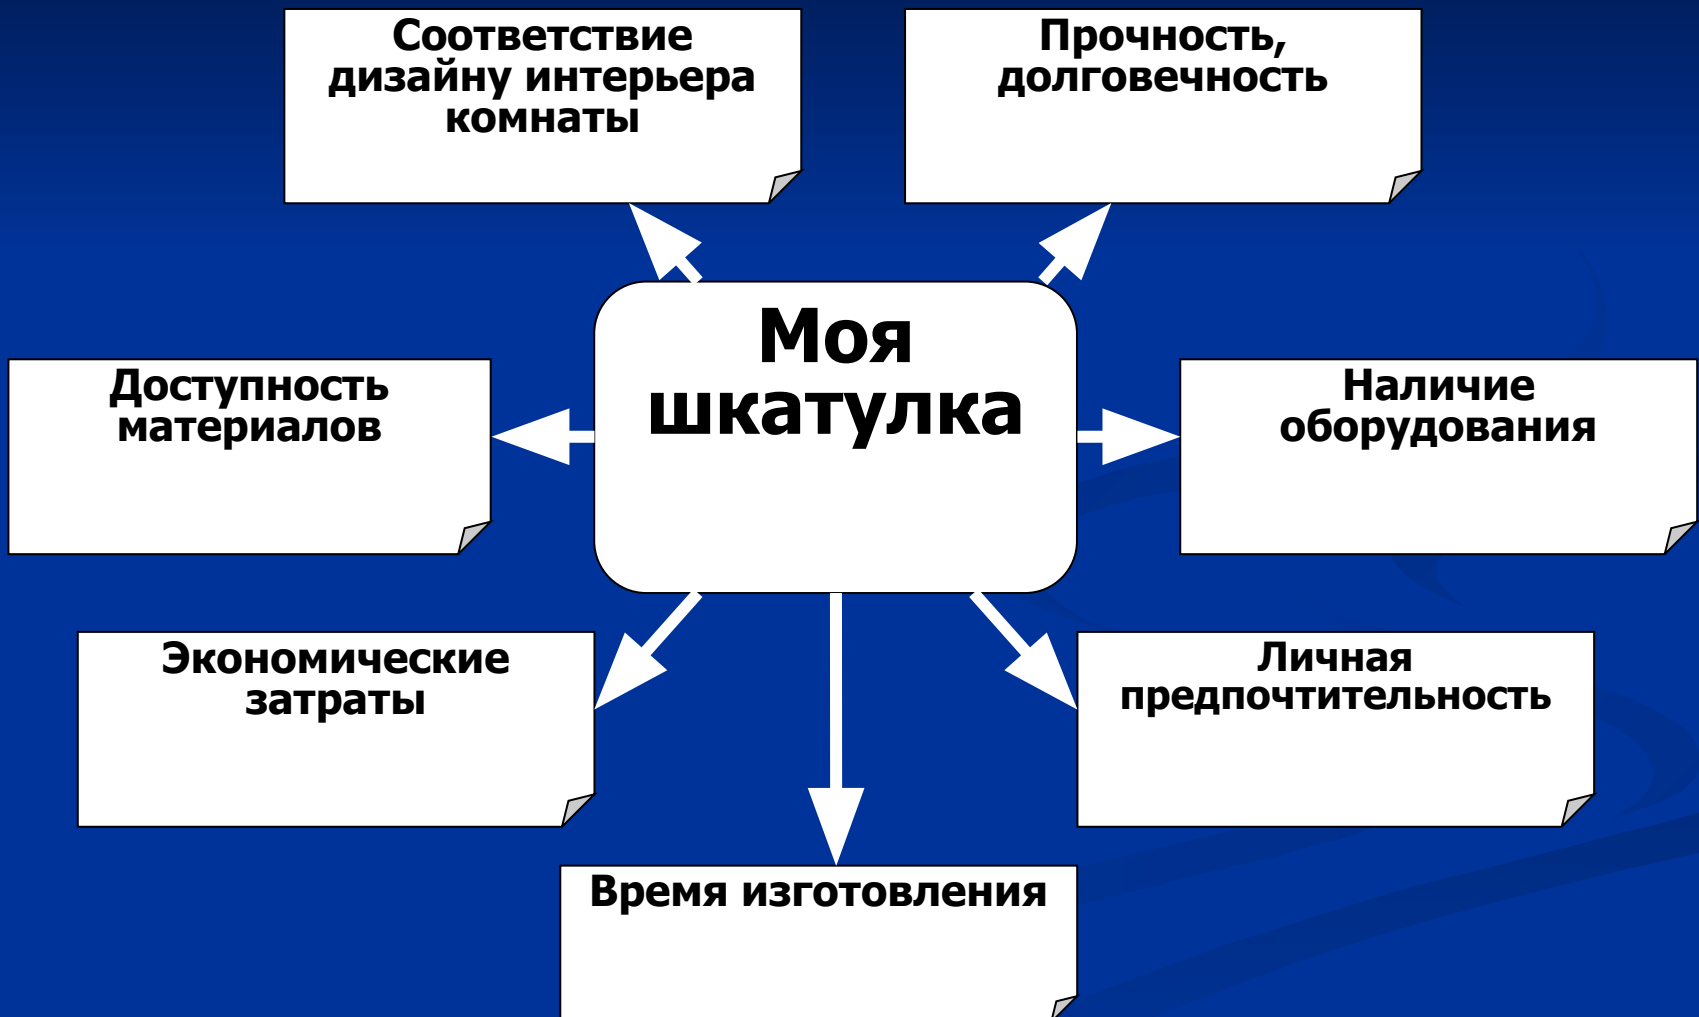 Соответствие
дизайну интерьера
комнаты
Прочность,
долговечность
Моя
шкатулка
Доступность
материалов
Наличие
оборудования
Экономические
затраты
Личная
предпочтительность
Время изготовления